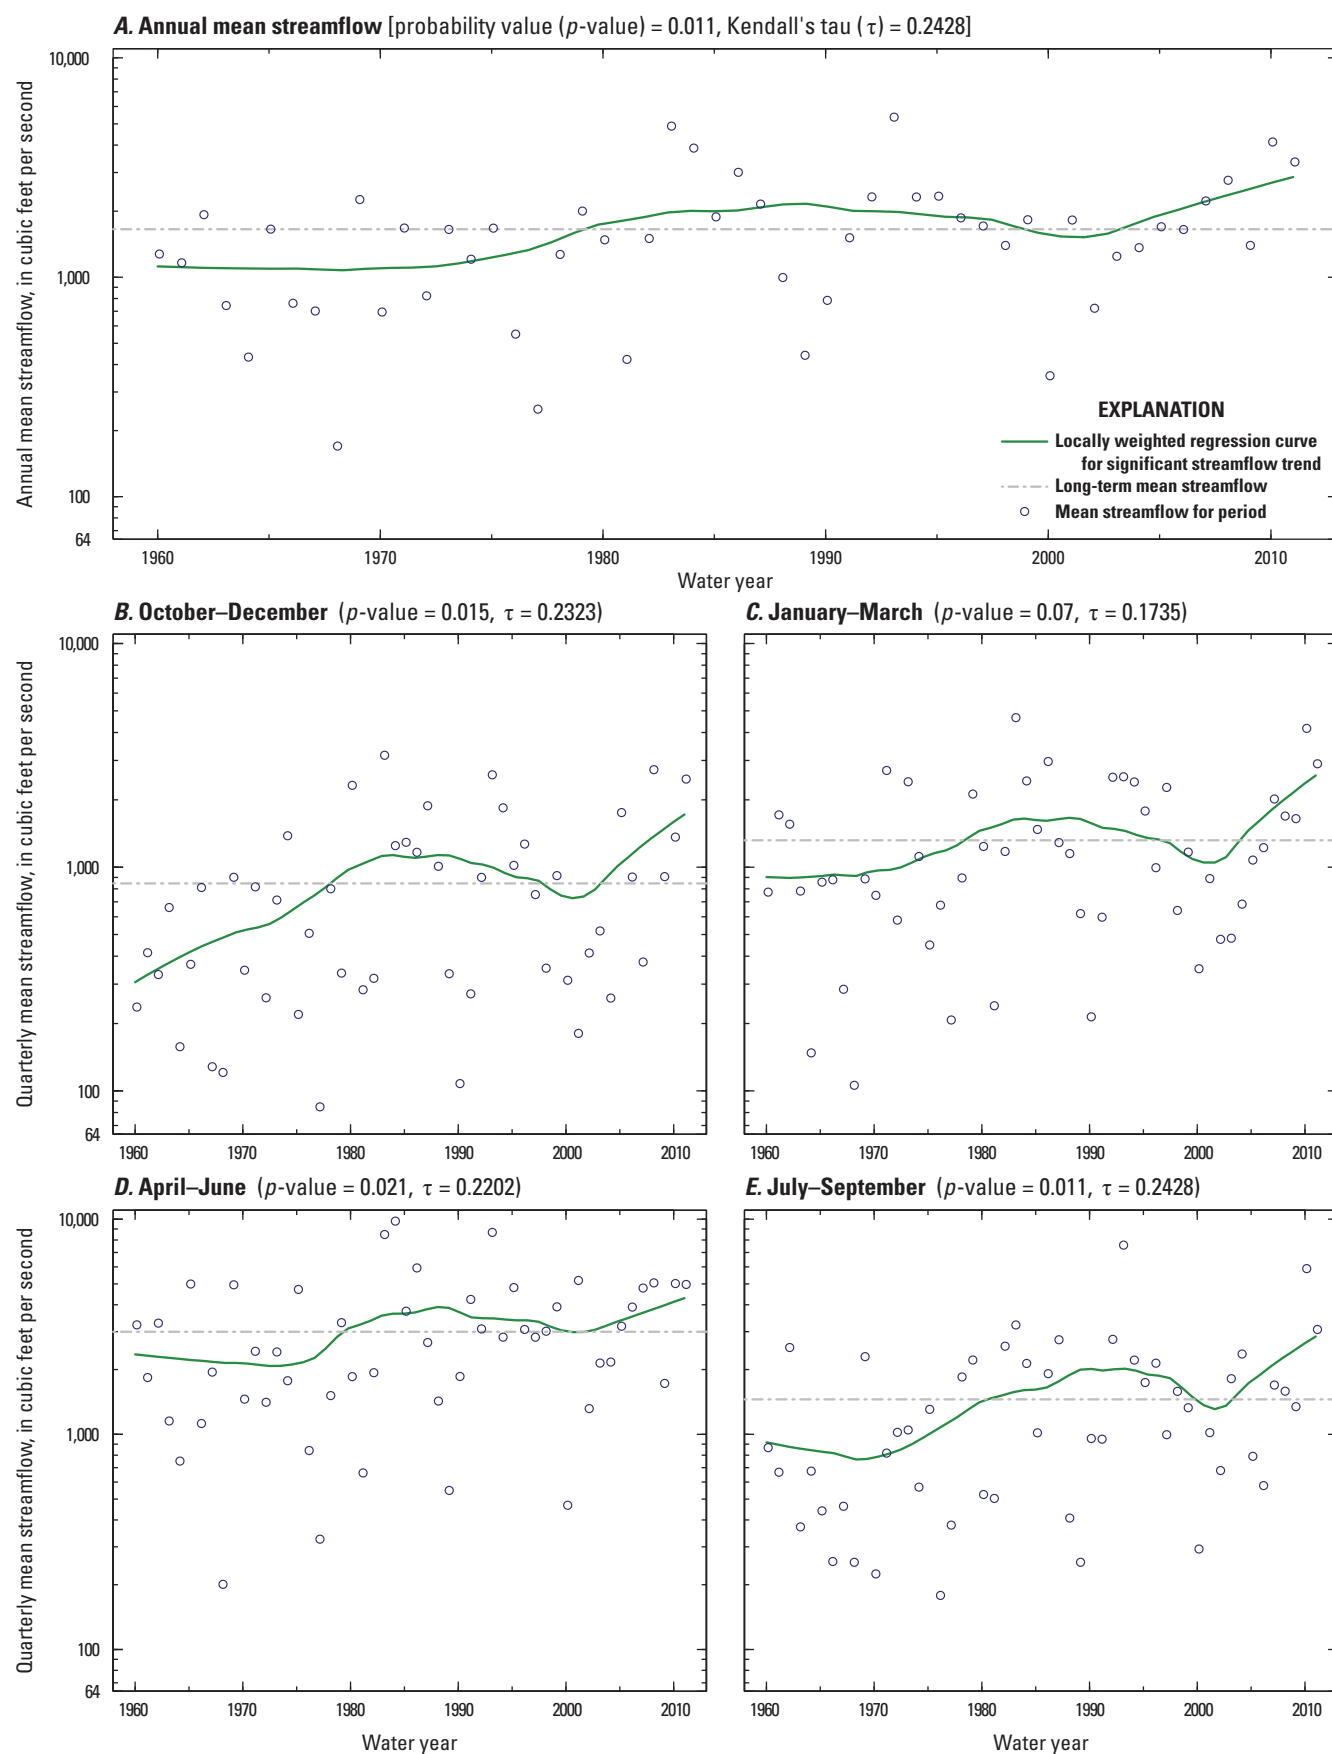 A. Annual mean streamflow [probability value (p-value) = 0.011, Kendall's tau (τ) = 0.2428]
Annual mean streamflow, in cubic feet per second
10,000
1,000
100
64
EXPLANATION
Locally weighted regression curve
for significant streamflow trend
Long-term mean streamflow
Mean streamflow for period
1960 1970 1980 1990 2000 2010
Water year
B. October–December (p-value = 0.015, τ = 0.2323)
Quarterly mean streamflow, in cubic feet per second
10,000
1,000
100
64
1960 1970 1980 1990 2000 2010
C. January–March (p-value = 0.07, τ = 0.1735)
1960 1970 1980 1990 2000 2010
D. April–June (p-value = 0.021, τ = 0.2202)
Quarterly mean streamflow, in cubic feet per second
10,000
1,000
100
64
1960 1970 1980 1990 2000 2010
Water year
E. July–September (p-value = 0.011, τ = 0.2428)
1960 1970 1980 1990 2000 2010
Water year